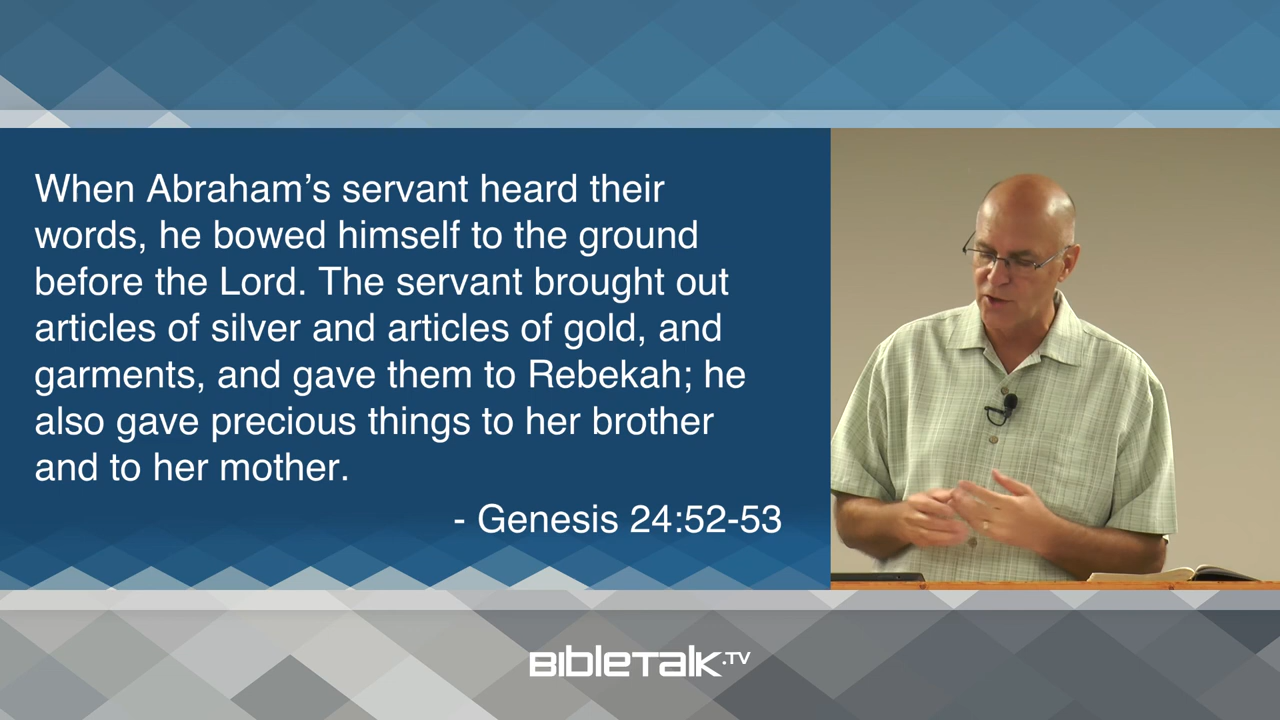 When Abraham’s servant heard their
words, he bowed himself to the ground
before the Lord. The servant brought out
articles of silver and articles of gold, and
garments, and gave them to Rebekah; he
also gave precious things to her brother
and to her mother.
- Genesis 24:52-53
BIBLETALK.TV